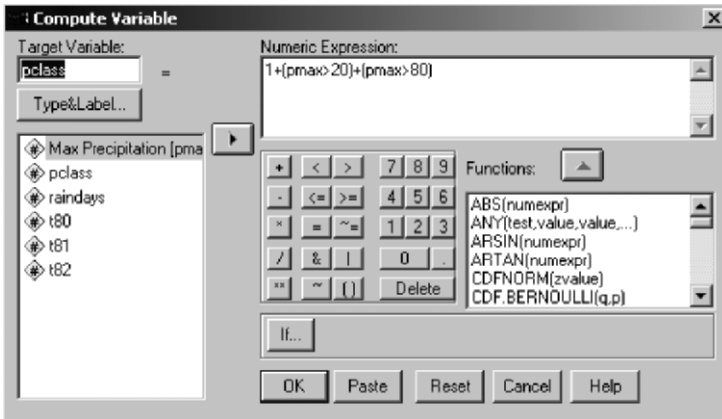 Compute Variable
Target Variable:
pclass
=
Type&Label...
Numeric Expression:
1+(pmax>20)+(pmax>80)
Max Precipitation [pma
pclass
raindays
t80
t81
t82
+ < > 7 8 9
- <= >= 4 5 6
* = ~= 1 2 3
/ & | 0 .
** ~ () Delete
Functions:
ABS(numexpr)
ANY(test,value,value,...)
ARSIN(numexpr)
ARTAN(numexpr)
CDFNORM(zvalue)
CDF.BERNOULLI(q,p)
If...
OK Paste Reset Cancel Help